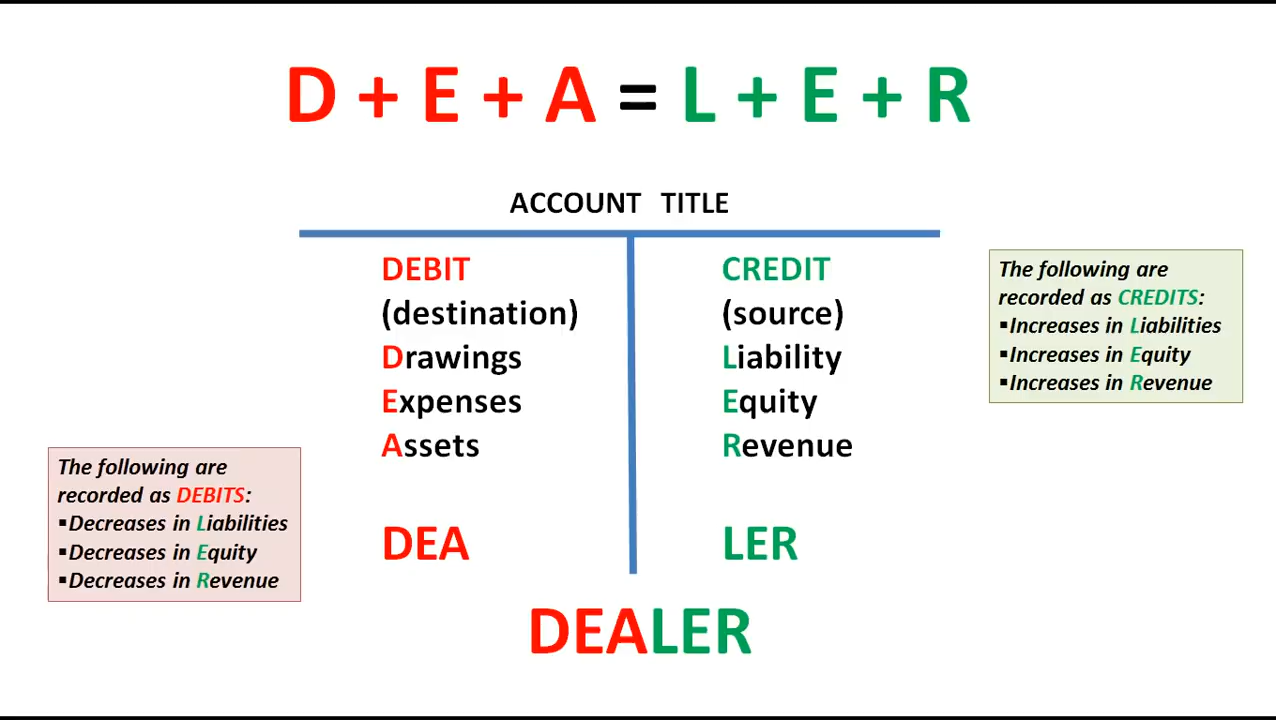 D + E + A = L + E + R
ACCOUNT TITLE
DEBIT
(destination)
Drawings
Expenses
Assets
DEA
CREDIT
(source)
Liability
Equity
Revenue
LER
The following are
recorded as CREDITS:
▪Increases in Liabilities
▪Increases in Equity
▪Increases in Revenue
The following are
recorded as DEBITS:
▪Decreases in Liabilities
▪Decreases in Equity
▪Decreases in Revenue
DEALER